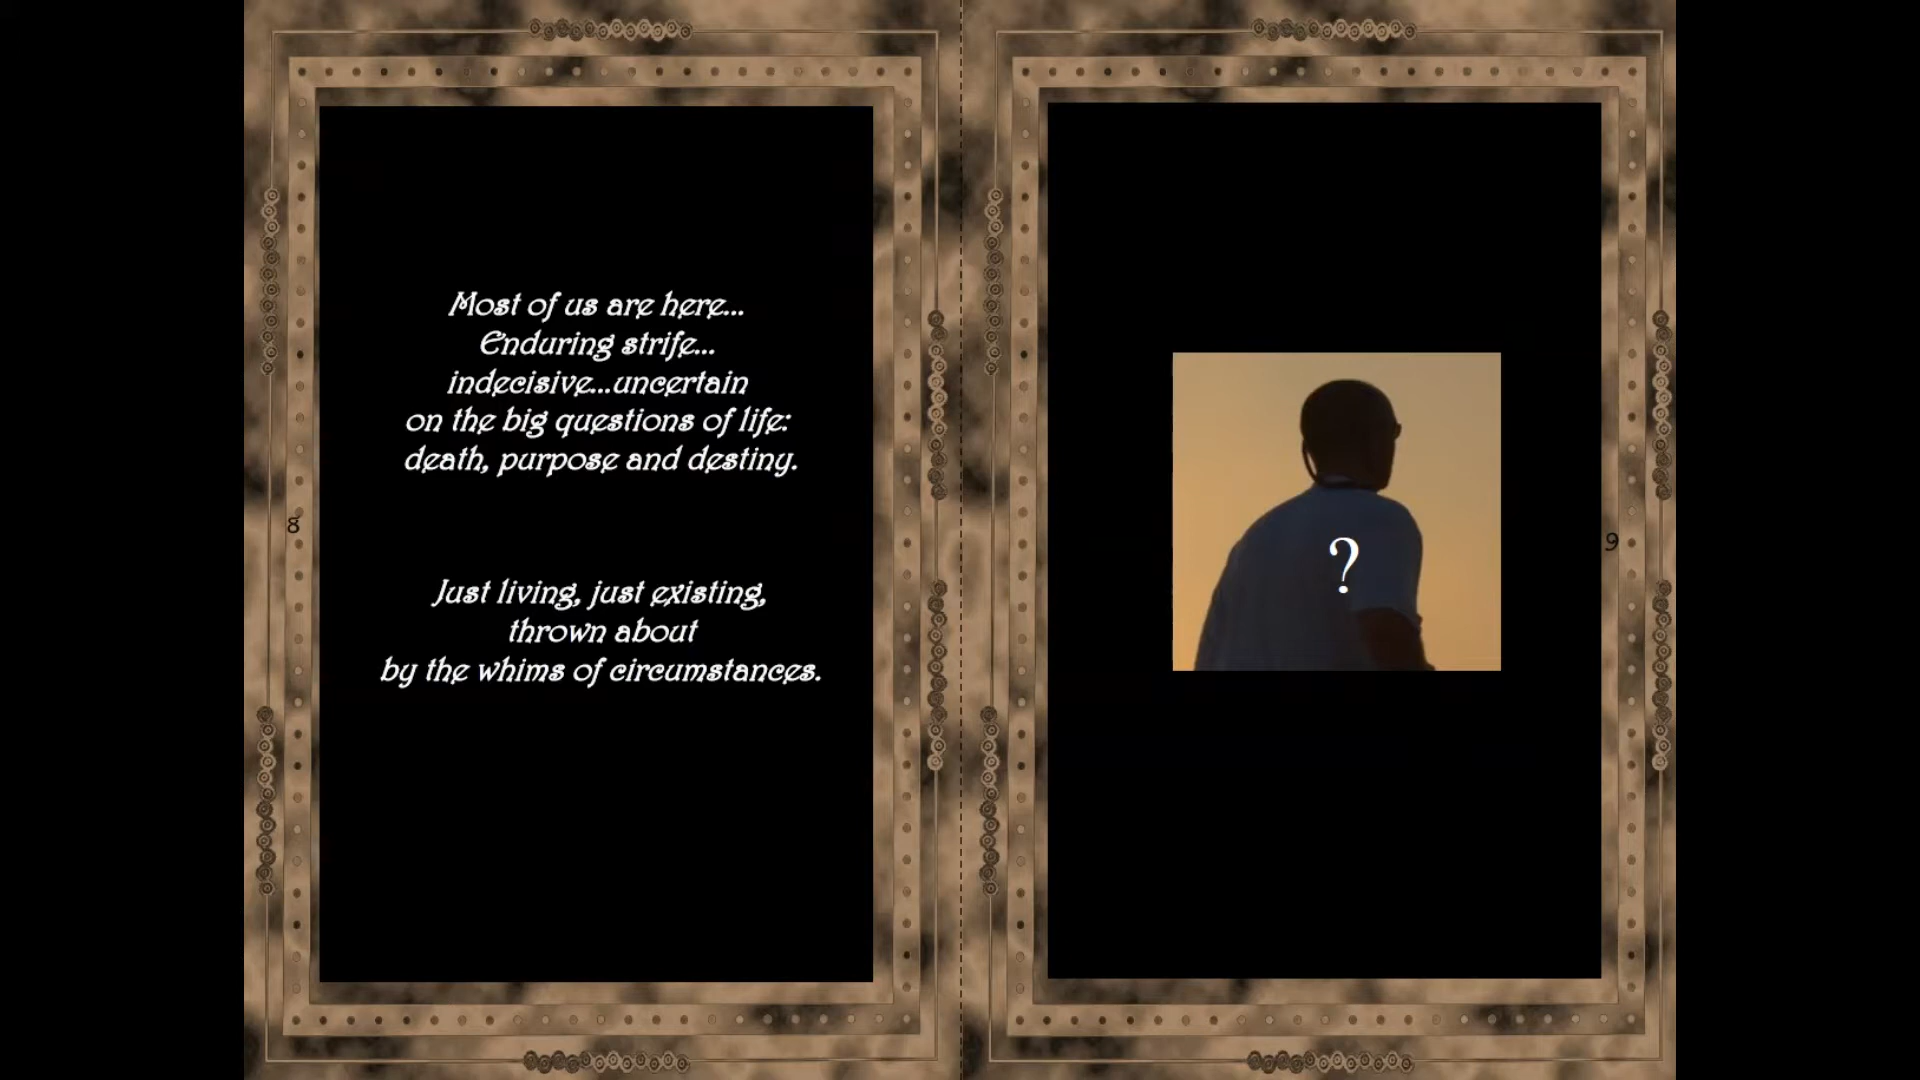 Most of us are here...
Enduring strife...
indecisive...uncertain
on the big questions of life:
death, purpose and destiny.
8
Just living, just existing,
thrown about
by the whims of circumstances.
?
9